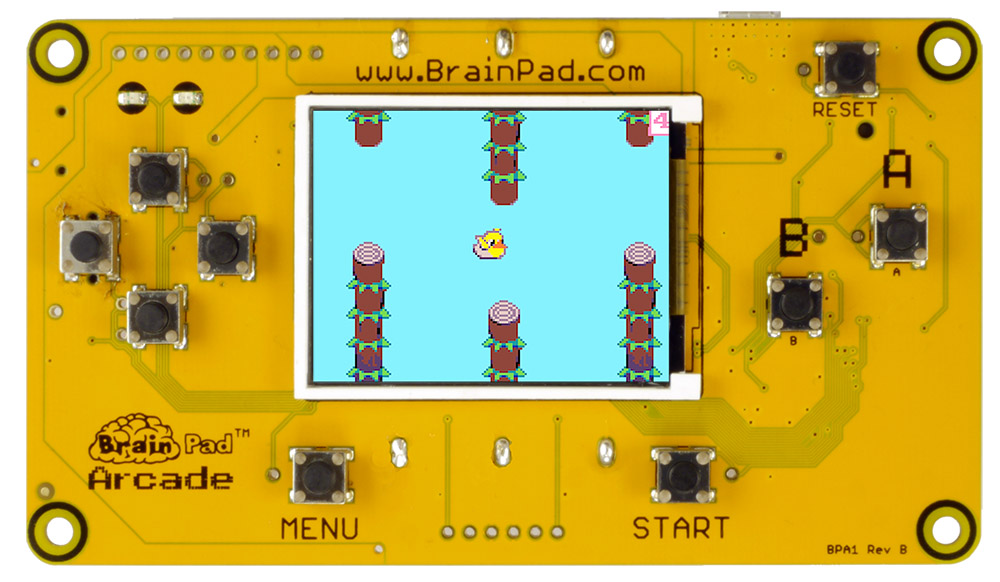 www.BrainPad.com
RESET
4
A
B
A
B
BrainPad™
Arcade
MENU
START
BPA1 Rev B